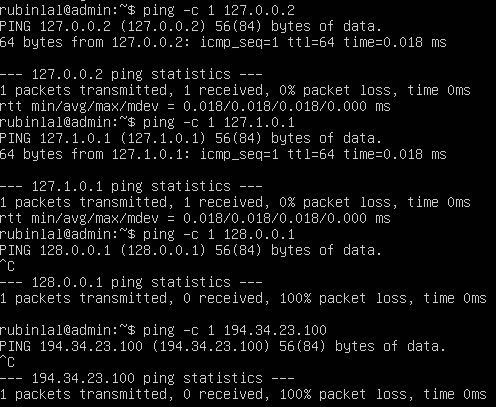 rubinlal@admin:~$ ping -c 1 127.0.0.2
PING 127.0.0.2 (127.0.0.2) 56(84) bytes of data.
64 bytes from 127.0.0.2: icmp_seq=1 ttl=64 time=0.018 ms

--- 127.0.0.2 ping statistics ---
1 packets transmitted, 1 received, 0% packet loss, time 0ms
rtt min/avg/max/mdev = 0.018/0.018/0.018/0.000 ms
rubinlal@admin:~$ ping -c 1 127.1.0.1
PING 127.1.0.1 (127.1.0.1) 56(84) bytes of data.
64 bytes from 127.1.0.1: icmp_seq=1 ttl=64 time=0.018 ms

--- 127.1.0.1 ping statistics ---
1 packets transmitted, 1 received, 0% packet loss, time 0ms
rtt min/avg/max/mdev = 0.018/0.018/0.018/0.000 ms
rubinlal@admin:~$ ping -c 1 128.0.0.1
PING 128.0.0.1 (128.0.0.1) 56(84) bytes of data.
^C
--- 128.0.0.1 ping statistics ---
1 packets transmitted, 0 received, 100% packet loss, time 0ms

rubinlal@admin:~$ ping -c 1 194.34.23.100
PING 194.34.23.100 (194.34.23.100) 56(84) bytes of data.
^C
--- 194.34.23.100 ping statistics ---
1 packets transmitted, 0 received, 100% packet loss, time 0ms